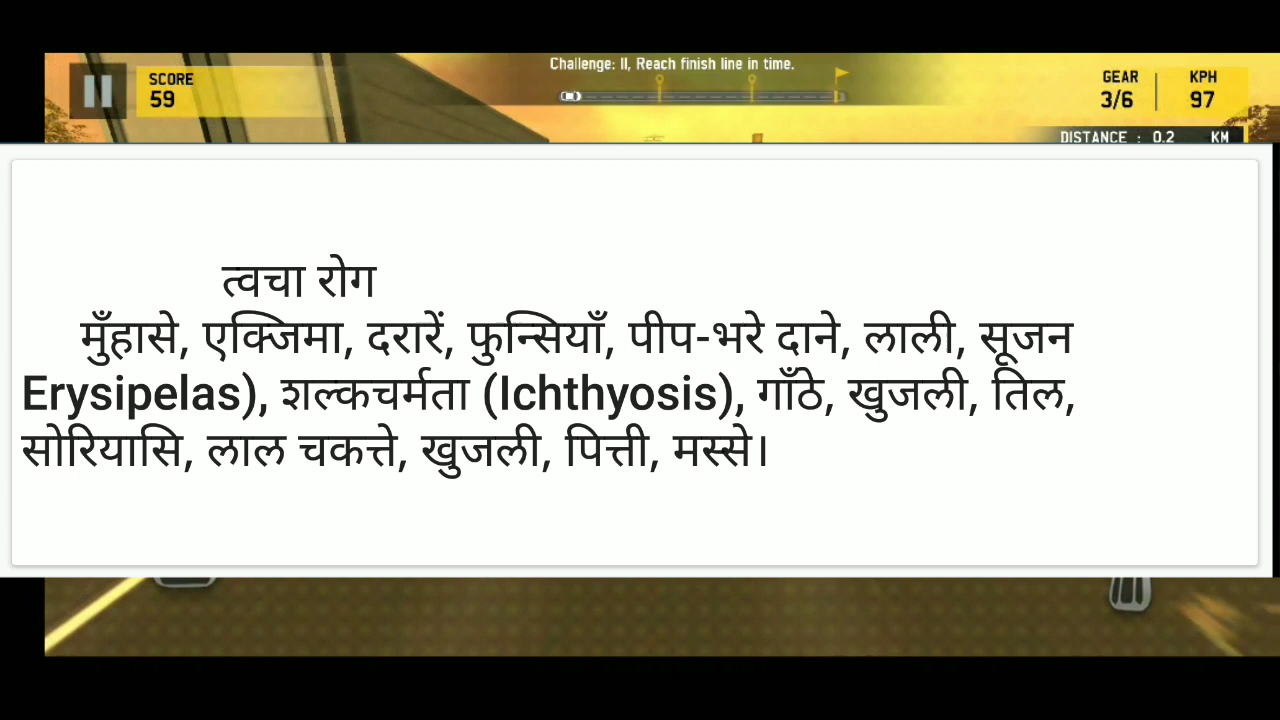 Challenge: II, Reach finish line in time.
SCORE
59
GEAR
3/6
KPH
97
DISTANCE : 0.2 KM
त्वचा रोग
मुँहासे, एक्जिमा, दरारें, फुन्सियाँ, पीप-भरे दाने, लाली, सूजन
Erysipelas), शल्कचर्मता (Ichthyosis), गाँठे, खुजली, तिल,
सोरियासि, लाल चकत्ते, खुजली, पित्ती, मस्से।